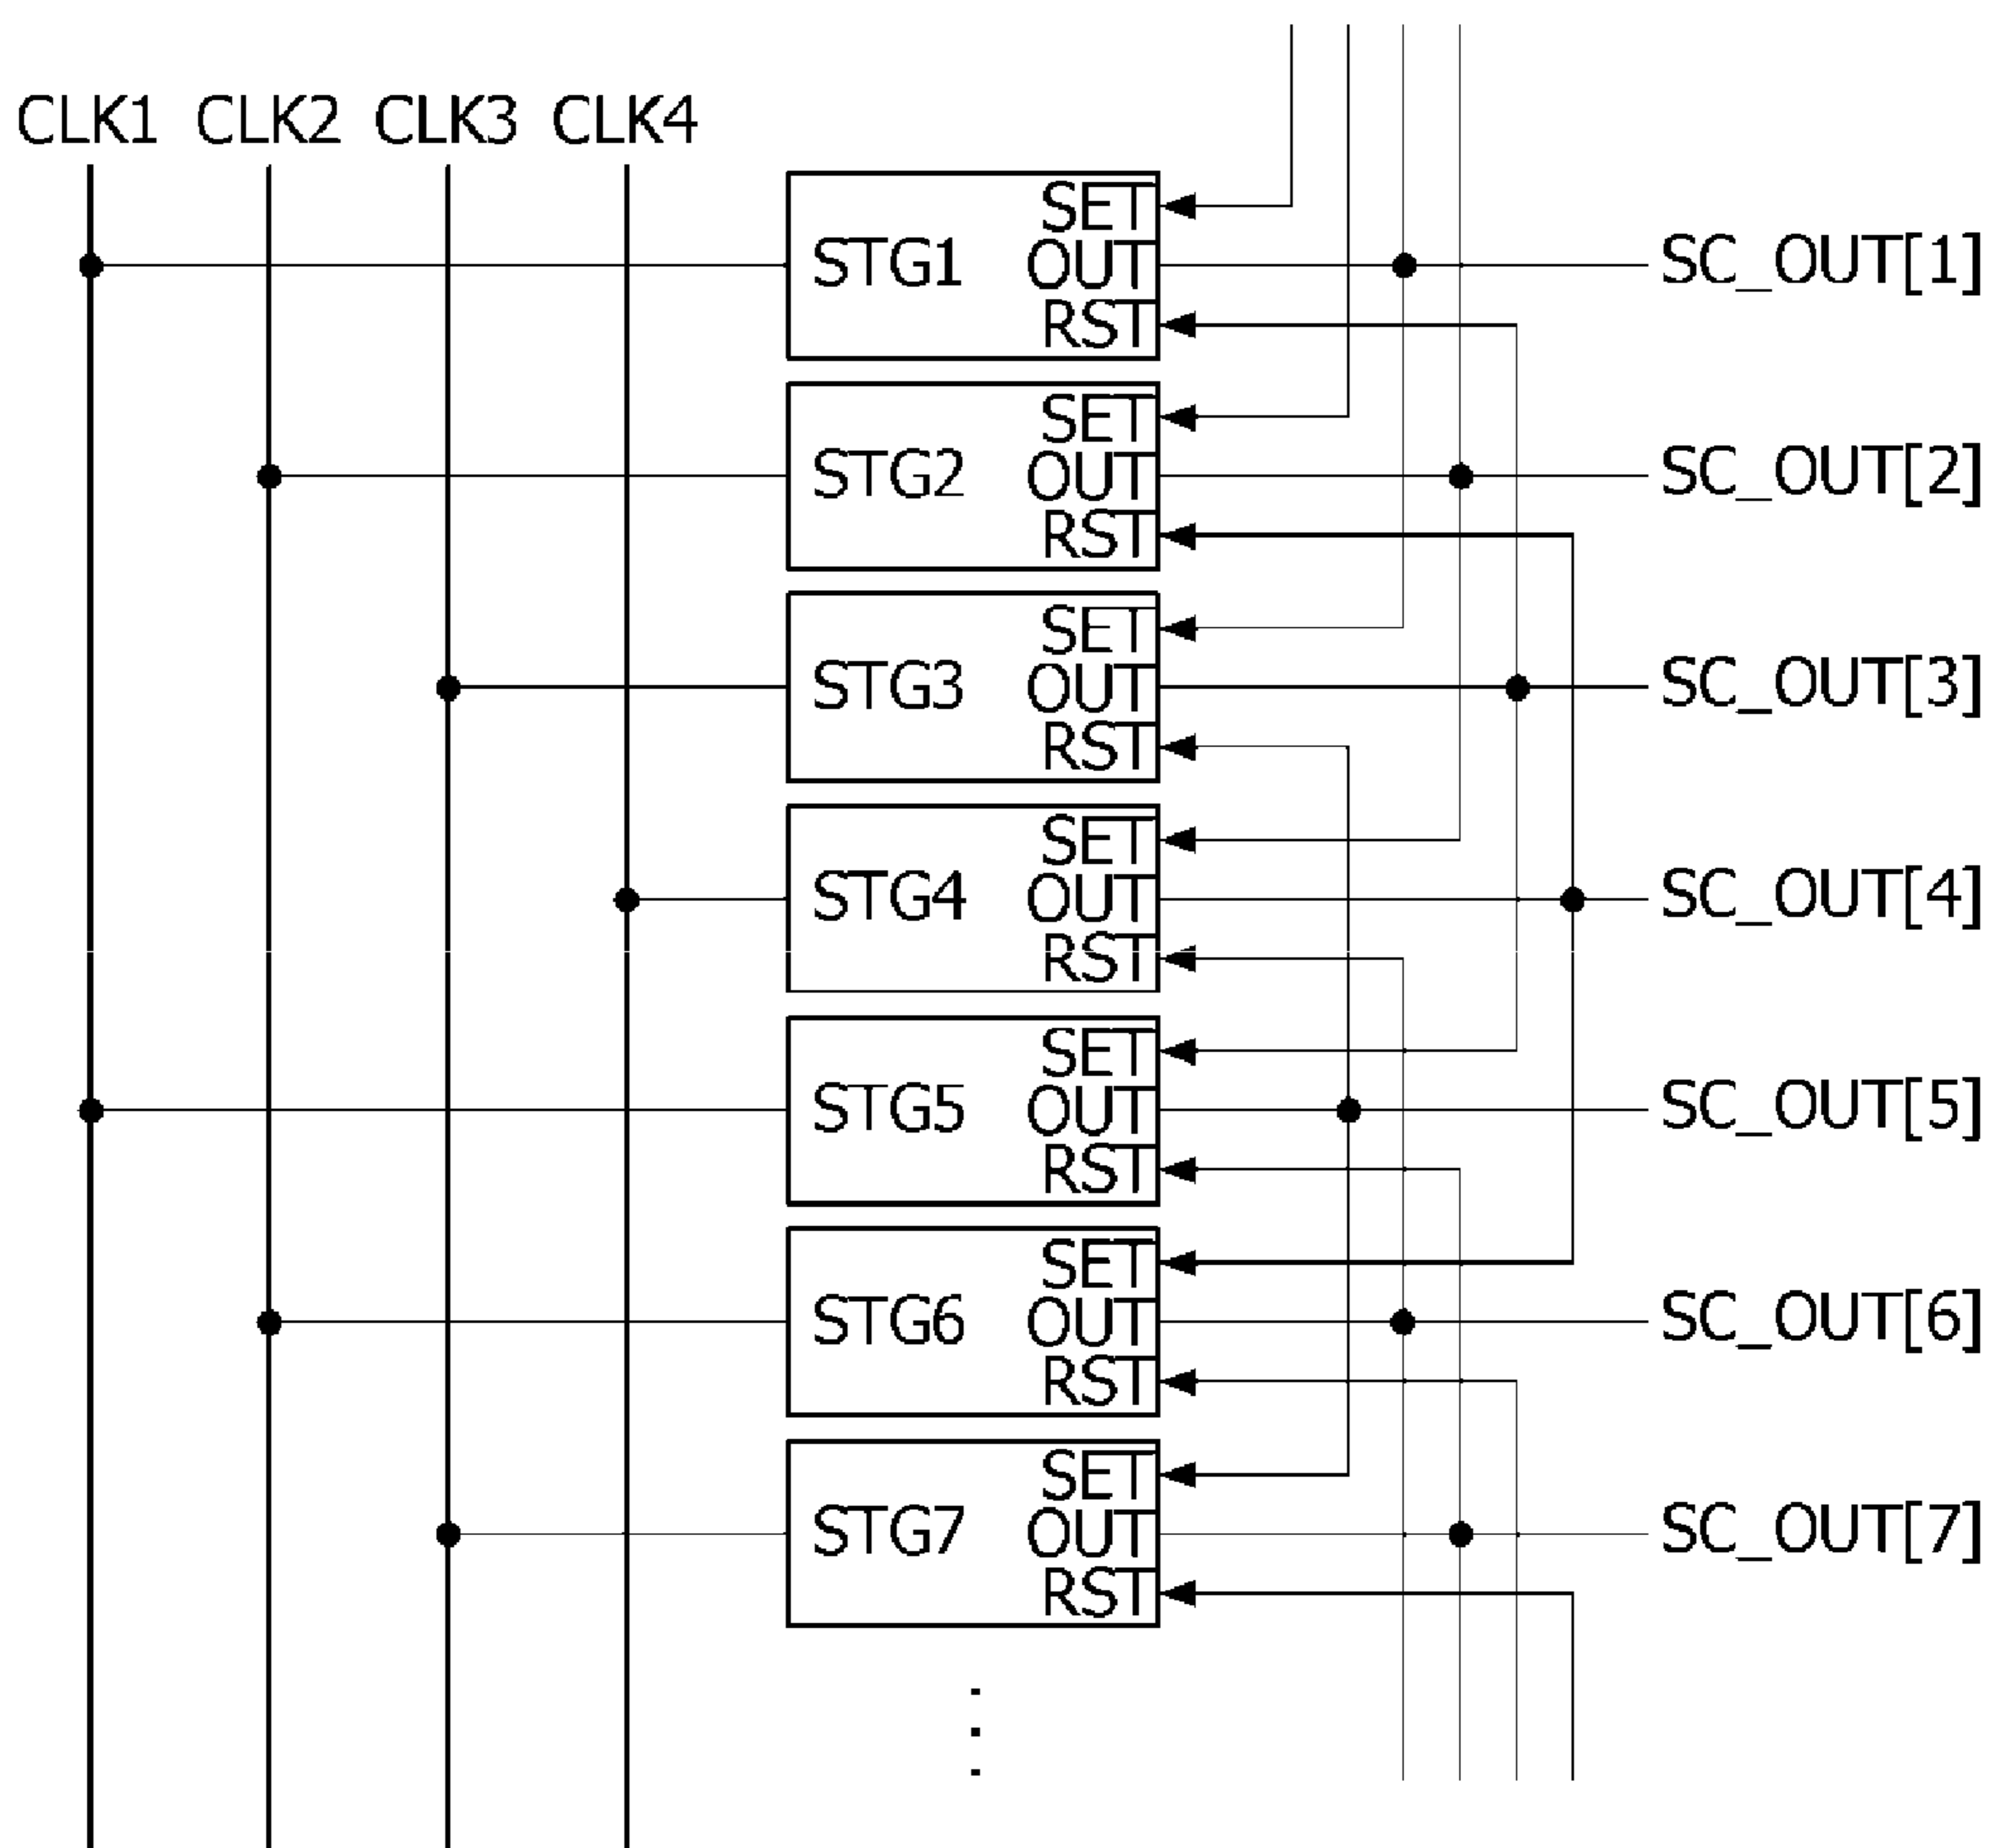 CLK1 CLK2 CLK3 CLK4
SET
STG1 OUT SC_OUT[1]
RST
SET
STG2 OUT SC_OUT[2]
RST
SET
STG3 OUT SC_OUT[3]
RST
SET
STG4 OUT SC_OUT[4]
RST
SET
STG5 OUT SC_OUT[5]
RST
SET
STG6 OUT SC_OUT[6]
RST
SET
STG7 OUT SC_OUT[7]
RST